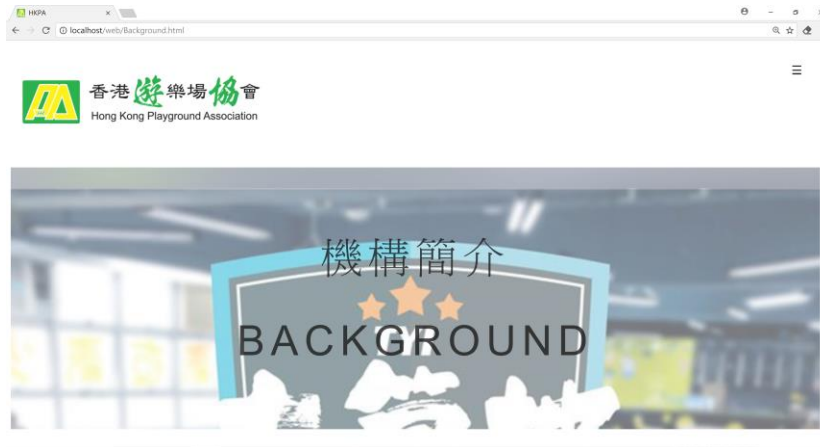 HKPA
localhost/web/Background.html
香港遊樂場協會
Hong Kong Playground Association
機構簡介
BACKGROUND